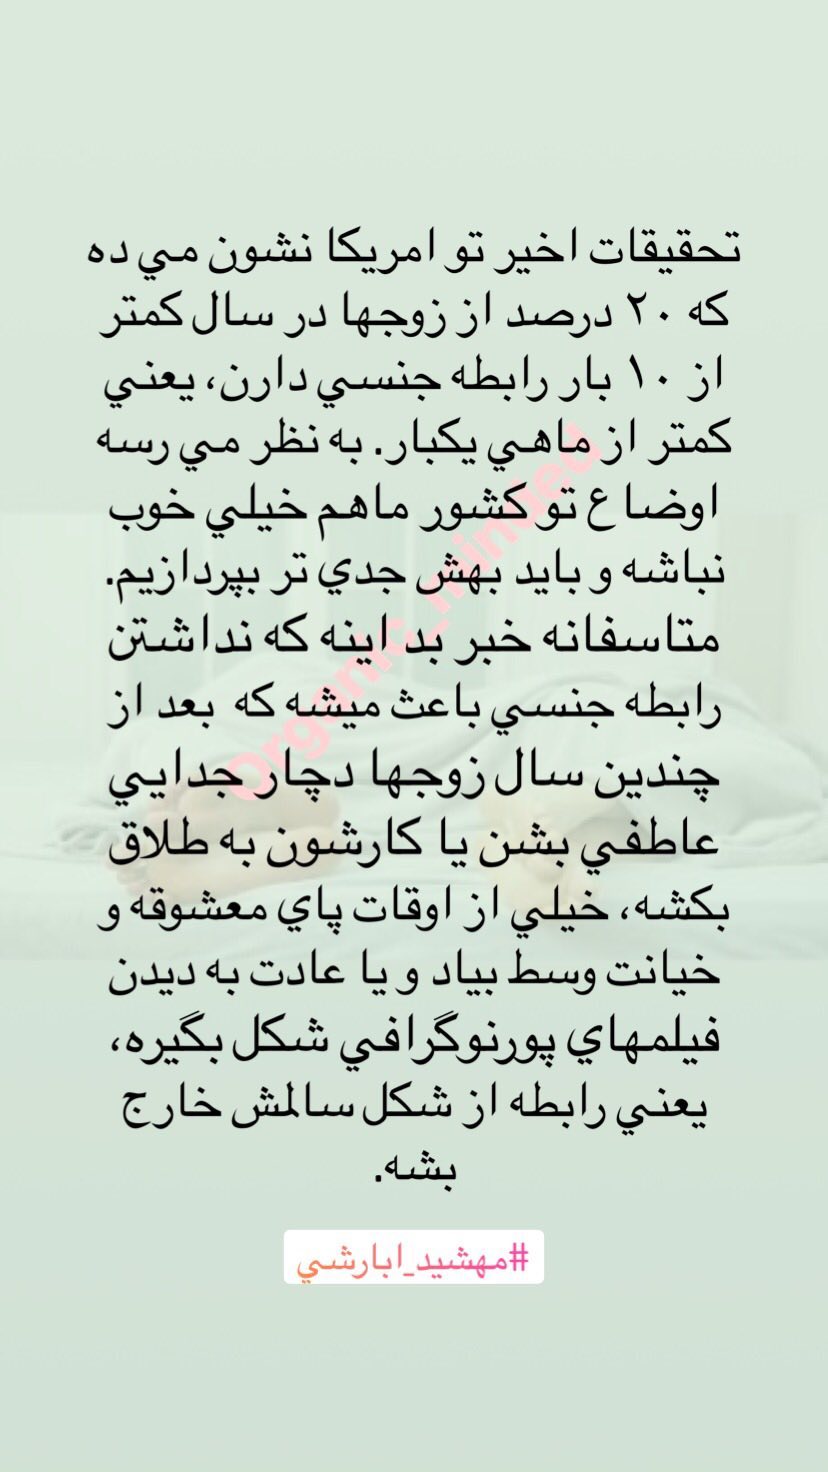 تحقيقات اخير تو امريكا نشون مي ده
كه ٢٠ درصد از زوجها در سال كمتر
از ١٠ بار رابطه جنسي دارن، يعني
كمتر از ماهي يكبار. به نظر مي رسه
اوضاع تو كشور ماهم خيلي خوب
نباشه و بايد بهش جدي تر بپردازيم.
متاسفانه خبر بد اينه كه نداشتن
رابطه جنسي باعث ميشه كه بعد از
چندين سال زوجها دچار جدايي
عاطفي بشن يا كارشون به طلاق
بكشه، خيلي از اوقات پاي معشوقه و
خيانت وسط بياد و يا عادت به ديدن
فيلمهاي پورنوگرافي شكل بگيره،
يعني رابطه از شكل سالمش خارج
بشه.
#مهشيد_ابارشي